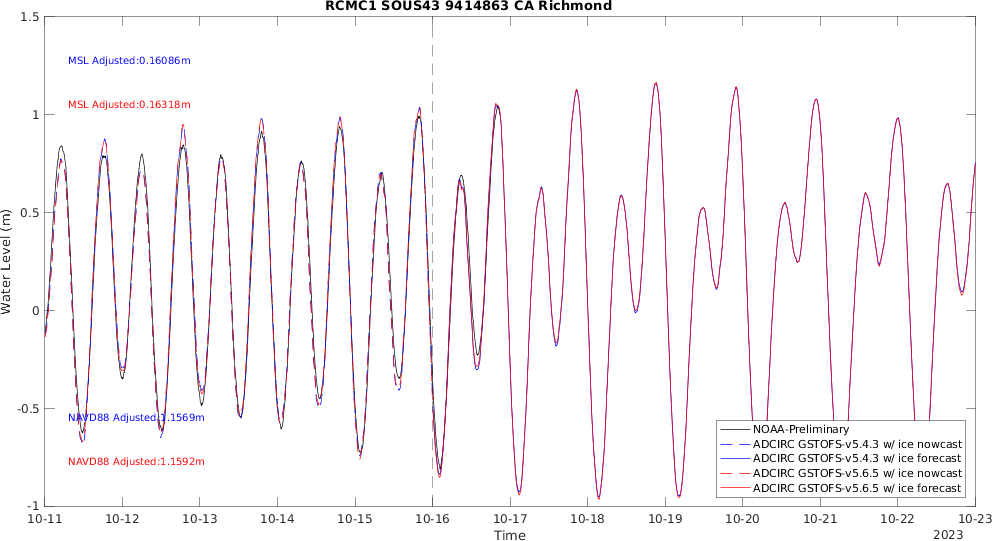 RCMC1 SOUS43 9414863 CA Richmond
1.5
MSL Adjusted:0.16086m
MSL Adjusted:0.16318m
1
0.5
Water Level (m)
0
-0.5
NAVD88 Adjusted:1.1569m
NAVD88 Adjusted:1.1592m
NOAA-Preliminary
ADCIRC GSTOFS-v5.4.3 w/ ice nowcast
ADCIRC GSTOFS-v5.4.3 w/ ice forecast
ADCIRC GSTOFS-v5.6.5 w/ ice nowcast
ADCIRC GSTOFS-v5.6.5 w/ ice forecast
-1
10-11 10-12 10-13 10-14 10-15 10-16 10-17 10-18 10-19 10-20 10-21 10-22 10-23
Time
2023